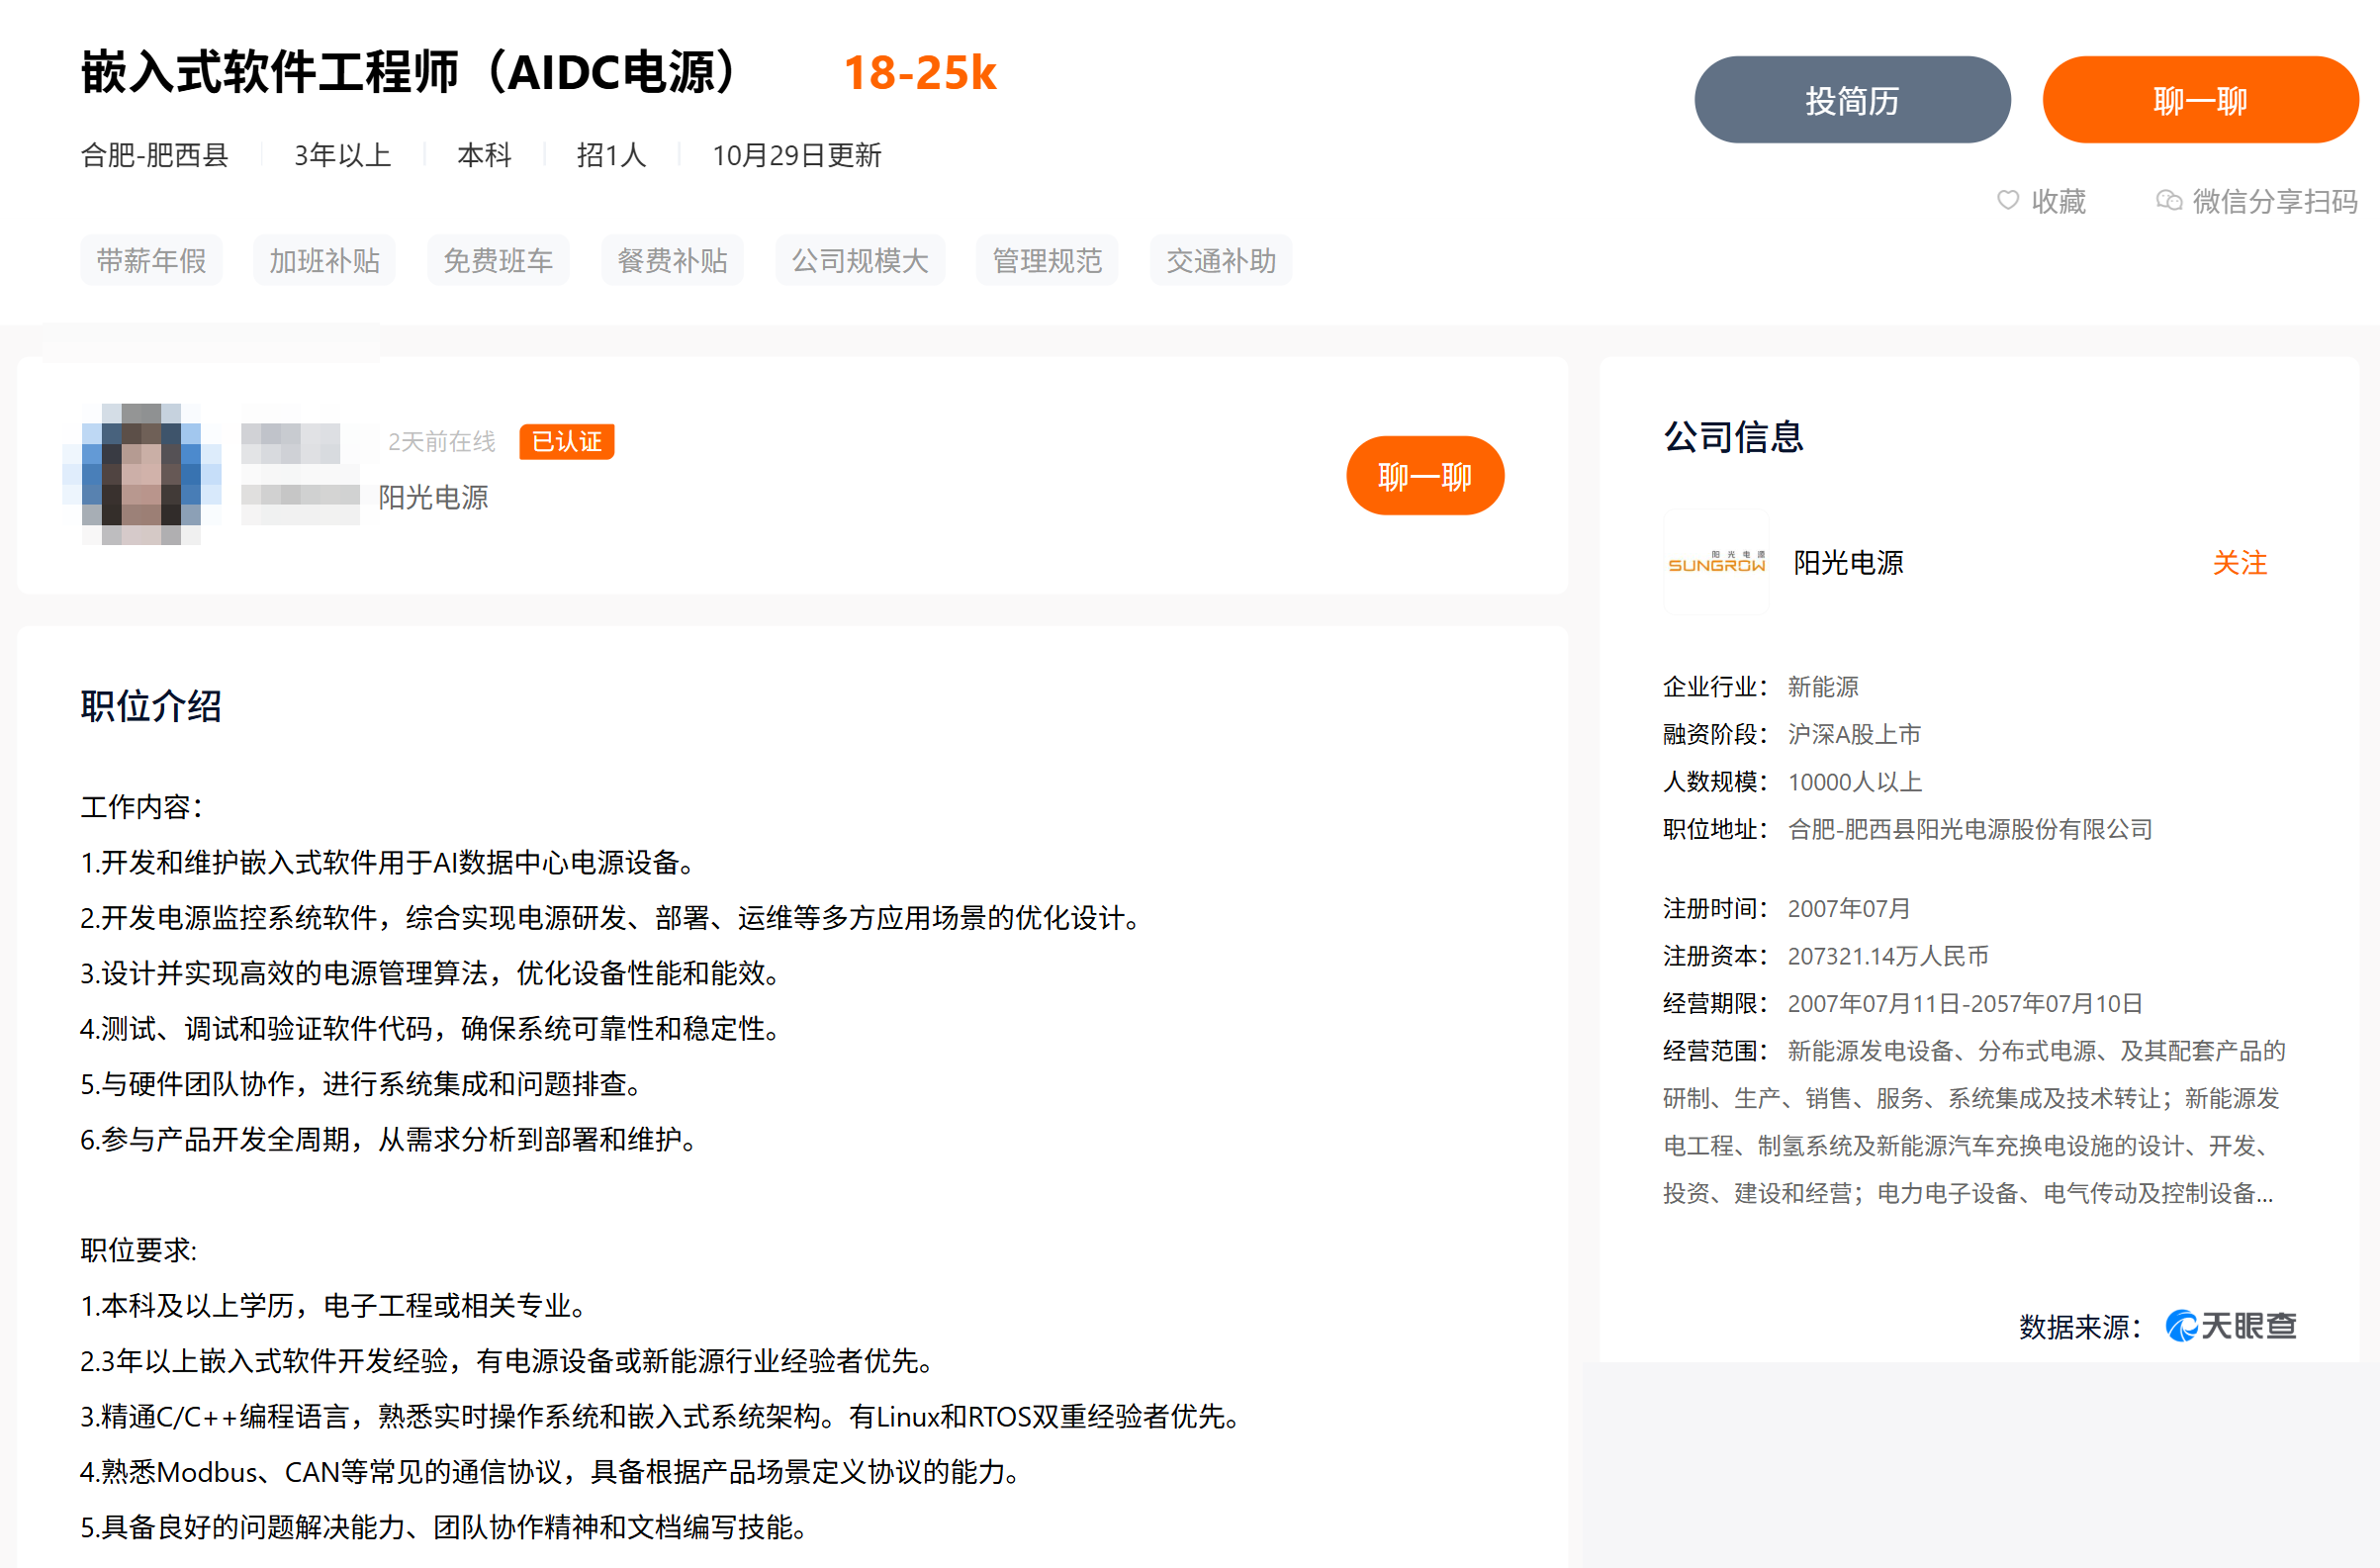 嵌入式软件工程师（AIDC电源） 18-25k
投简历 聊一聊
合肥-肥西县 3年以上 本科 招1人 10月29日更新
收藏 微信分享扫码
带薪年假 加班补贴 免费班车 餐费补贴 公司规模大 管理规范 交通补助
2天前在线 已认证
阳光电源
聊一聊
职位介绍
工作内容：
1.开发和维护嵌入式软件用于AI数据中心电源设备。
2.开发电源监控系统软件，综合实现电源研发、部署、运维等多方应用场景的优化设计。
3.设计并实现高效的电源管理算法，优化设备性能和能效。
4.测试、调试和验证软件代码，确保系统可靠性和稳定性。
5.与硬件团队协作，进行系统集成和问题排查。
6.参与产品开发全周期，从需求分析到部署和维护。
职位要求:
1.本科及以上学历，电子工程或相关专业。
2.3年以上嵌入式软件开发经验，有电源设备或新能源行业经验者优先。
3.精通C/C++编程语言，熟悉实时操作系统和嵌入式系统架构。有Linux和RTOS双重经验者优先。
4.熟悉Modbus、CAN等常见的通信协议，具备根据产品场景定义协议的能力。
5.具备良好的问题解决能力、团队协作精神和文档编写技能。
公司信息
阳光电源
SUNGROW
阳光电源 关注
企业行业： 新能源
融资阶段： 沪深A股上市
人数规模： 10000人以上
职位地址： 合肥-肥西县阳光电源股份有限公司
注册时间： 2007年07月
注册资本： 207321.14万人民币
经营期限： 2007年07月11日-2057年07月10日
经营范围： 新能源发电设备、分布式电源、及其配套产品的
研制、生产、销售、服务、系统集成及技术转让；新能源发
电工程、制氢系统及新能源汽车充换电设施的设计、开发、
投资、建设和经营；电力电子设备、电气传动及控制设备...
数据来源： 天眼查